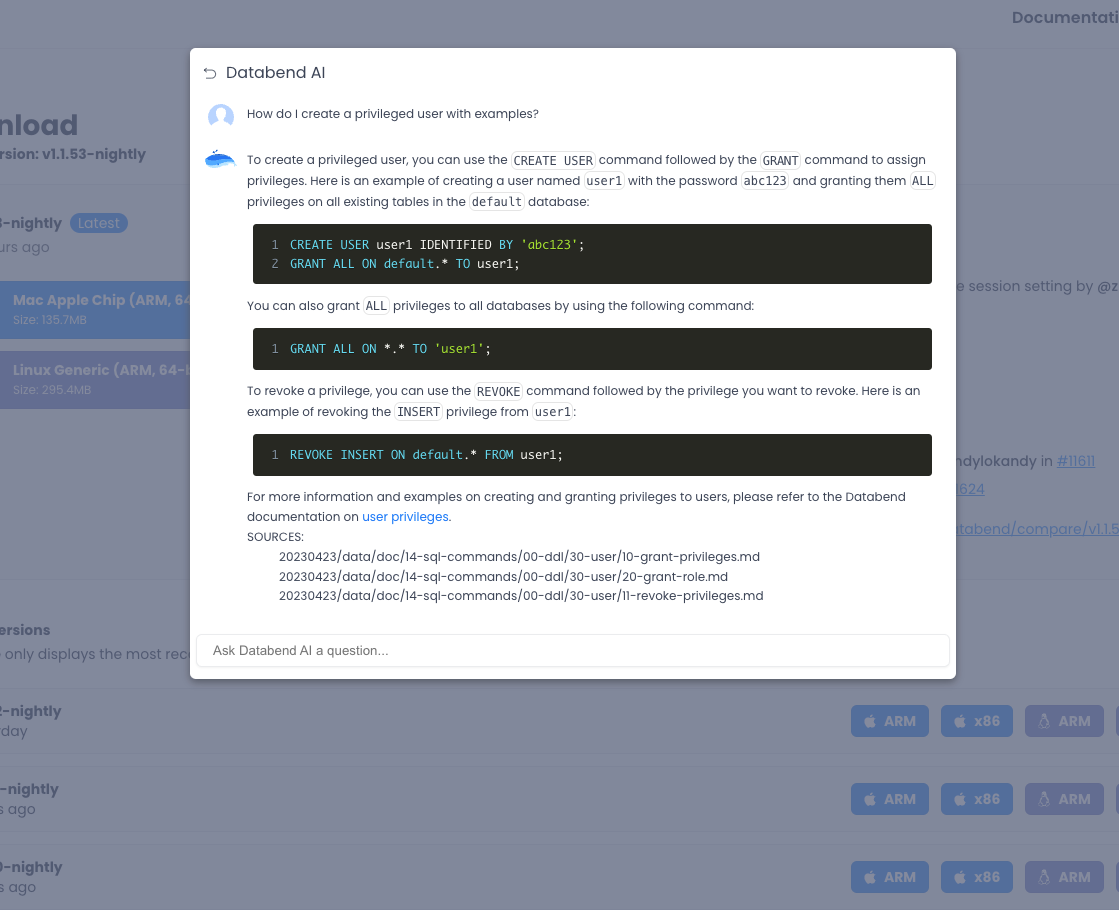 Documentati
Databend AI
nload
rsion: v1.1.53-nightly
How do I create a privileged user with examples?
To create a privileged user, you can use the CREATE USER command followed by the GRANT command to assign
privileges. Here is an example of creating a user named user1 with the password abc123 and granting them ALL
privileges on all existing tables in the default database:
3-nightly Latest
urs ago
1 CREATE USER user1 IDENTIFIED BY 'abc123';
2 GRANT ALL ON default.* TO user1;
Mac Apple Chip (ARM, 64
Size: 135.7MB
e session setting by @z
You can also grant ALL privileges to all databases by using the following command:
1 GRANT ALL ON *.* TO 'user1';
Linux Generic (ARM, 64-b
Size: 295.4MB
To revoke a privilege, you can use the REVOKE command followed by the privilege you want to revoke. Here is an
example of revoking the INSERT privilege from user1:
1 REVOKE INSERT ON default.* FROM user1;
ndylokandy in #11611
1624
For more information and examples on creating and granting privileges to users, please refer to the Databend
documentation on user privileges.
atabend/compare/v1.1.5
SOURCES:
20230423/data/doc/14-sql-commands/00-ddl/30-user/10-grant-privileges.md
20230423/data/doc/14-sql-commands/00-ddl/30-user/20-grant-role.md
20230423/data/doc/14-sql-commands/00-ddl/30-user/11-revoke-privileges.md
ersions
only displays the most rec
Ask Databend AI a question...
2-nightly
rday
ARM x86 ARM
-nightly
s ago
ARM x86 ARM
0-nightly
s ago
ARM x86 ARM